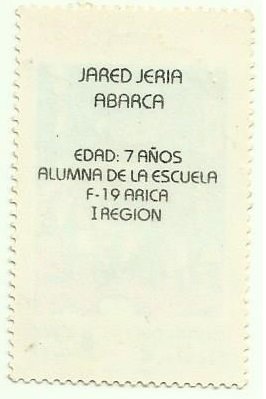 JARED JERIA
ABARCA
EDAD: 7 AÑOS
ALUMNA DE LA ESCUELA
F-19 ARICA
I REGION